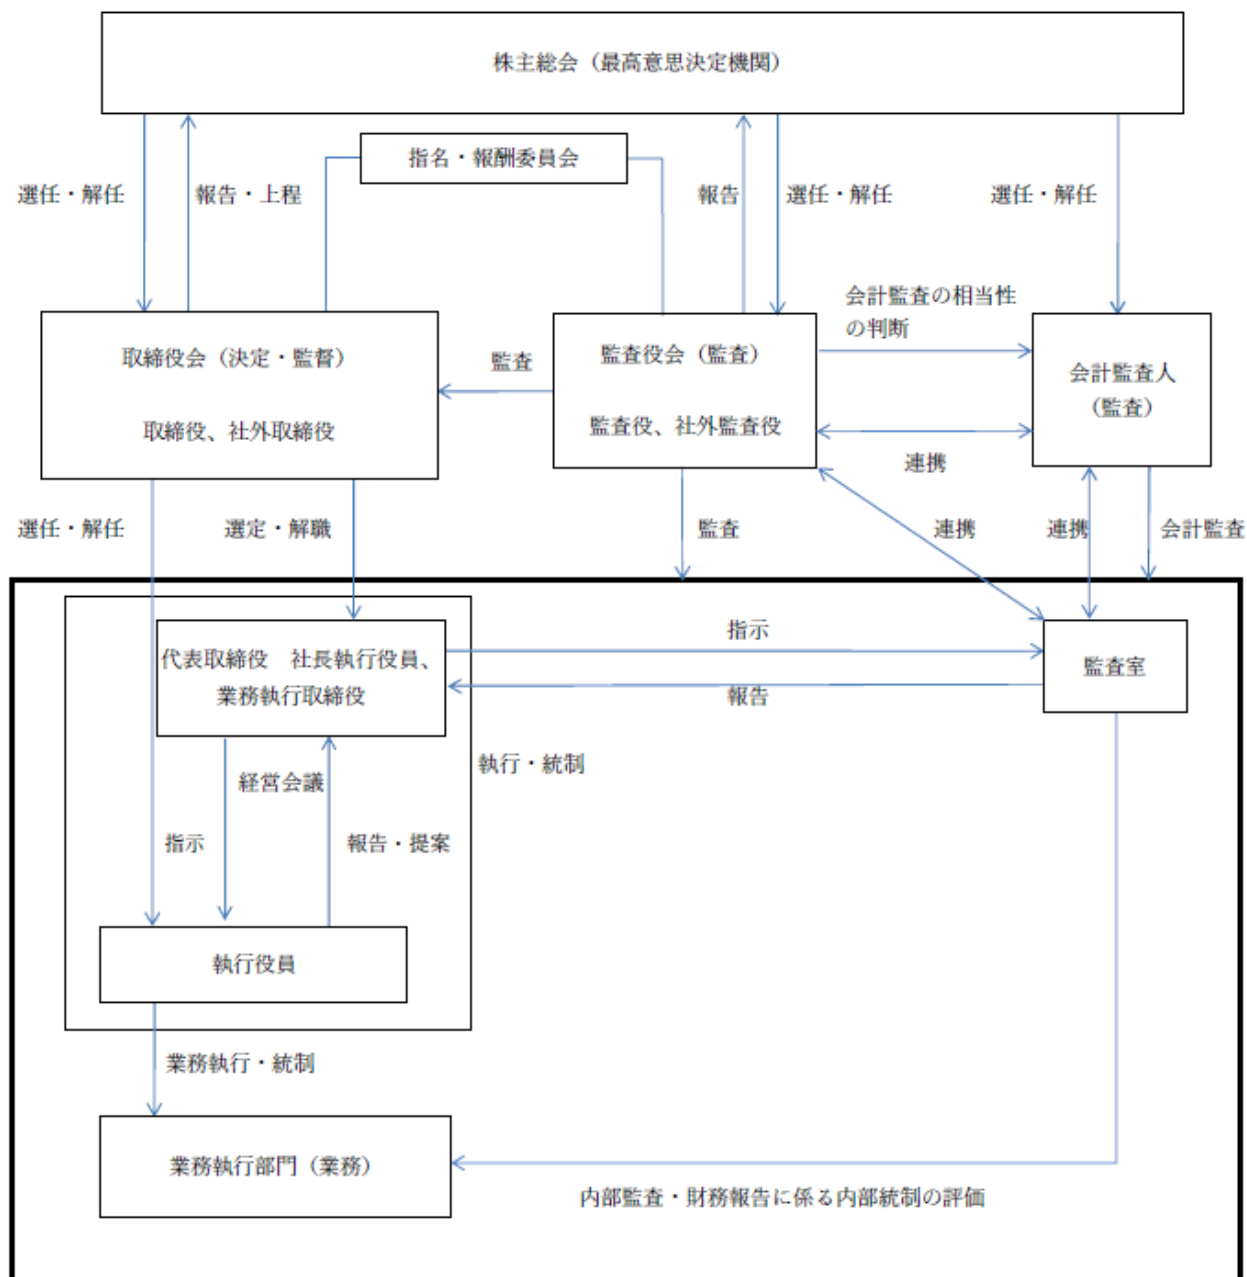 株主総会（最高意思決定機関）
指名・報酬委員会
選任・解任
報告・上程
報告
選任・解任
選任・解任
会計監査の相当性
の判断
取締役会（決定・監督）
取締役、社外取締役
監査
監査役会（監査）
監査役、社外監査役
会計監査人
（監査）
連携
選任・解任
選定・解職
監査
連携
連携
会計監査
代表取締役　社長執行役員、
業務執行取締役
指示
報告
監査室
執行・統制
経営会議
指示
報告・提案
執行役員
業務執行・統制
業務執行部門（業務）
内部監査・財務報告に係る内部統制の評価